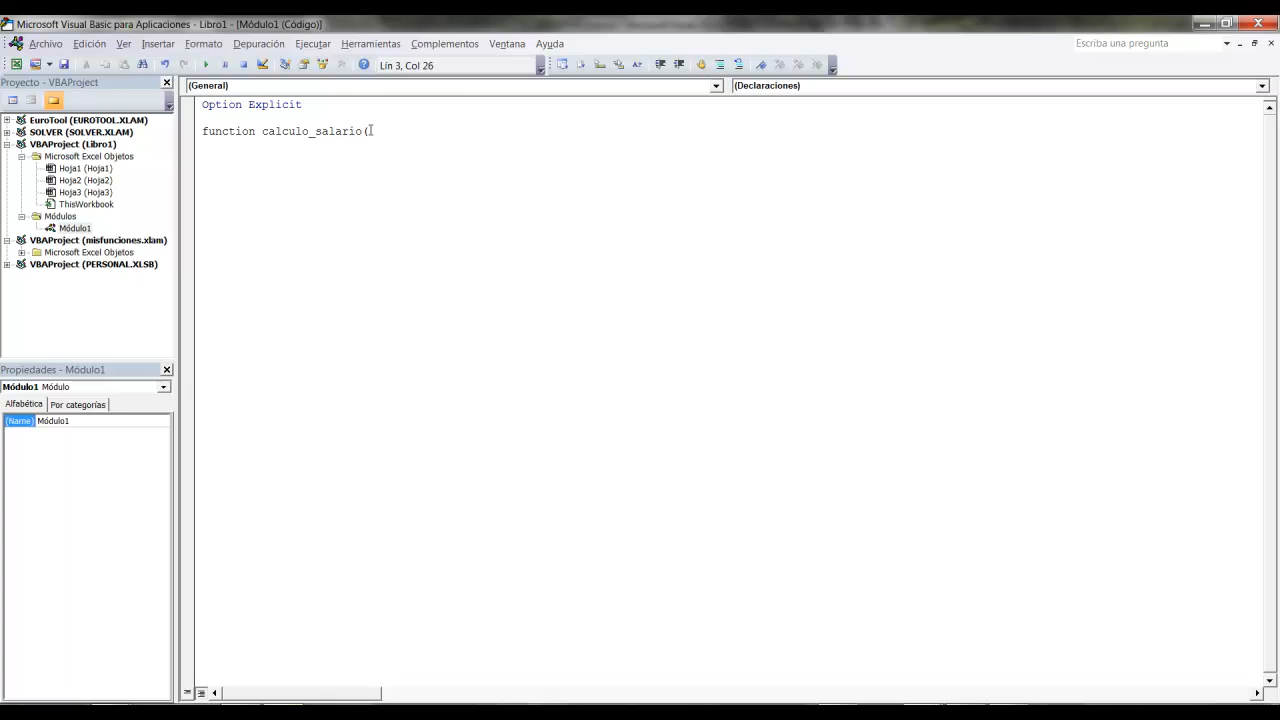 Microsoft Visual Basic para Aplicaciones - Libro1 - [Módulo1 (Código)]
Archivo Edición Ver Insertar Formato Depuración Ejecutar Herramientas Complementos Ventana Ayuda
Escriba una pregunta
Lín 3, Col 26
Proyecto - VBAProject
EuroTool (EUROTOOL.XLAM)
SOLVER (SOLVER.XLAM)
VBAProject (Libro1)
Microsoft Excel Objetos
Hoja1 (Hoja1)
Hoja2 (Hoja2)
Hoja3 (Hoja3)
ThisWorkbook
Módulos
Módulo1
VBAProject (misfunciones.xlam)
Microsoft Excel Objetos
VBAProject (PERSONAL.XLSB)
Propiedades - Módulo1
Módulo1 Módulo
Alfabética Por categorías
(Name) Módulo1
(General) (Declaraciones)
Option Explicit
function calculo_salario(